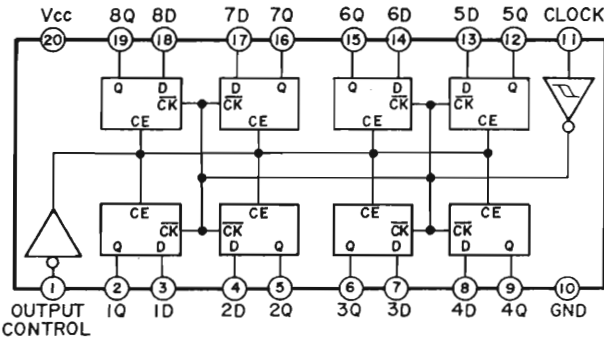 Vcc 8Q 8D 7D 7Q 6Q 6D 5D 5Q CLOCK
20 19 18 17 16 15 14 13 12 11
Q D D Q Q D D Q
CK CK CK CK
CE CE CE CE
CE CE CE CE
CK CK CK CK
Q D D Q Q D D Q
1 2 3 4 5 6 7 8 9 10
OUTPUT CONTROL 1Q 1D 2D 2Q 3Q 3D 4D 4Q GND